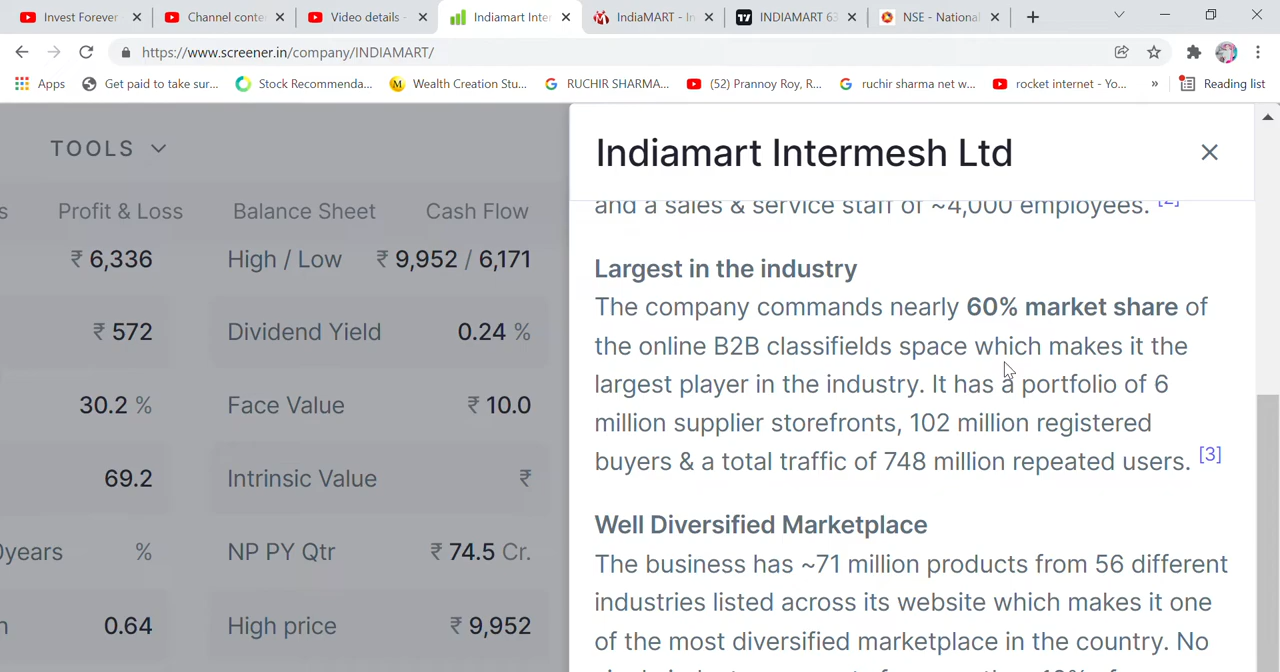 Invest Forever
Channel conte
Video details -
Indiamart Inter
IndiaMART - In
INDIAMART 63
NSE - National
https://www.screener.in/company/INDIAMART/
Apps
Get paid to take sur...
Stock Recommenda...
Wealth Creation Stu...
RUCHIR SHARMA...
(52) Prannoy Roy, R...
ruchir sharma net w...
rocket internet - Yo...
»
Reading list
TOOLS
s Profit & Loss Balance Sheet Cash Flow
₹ 6,336 High / Low ₹ 9,952 / 6,171
₹ 572 Dividend Yield 0.24 %
30.2 % Face Value ₹ 10.0
69.2 Intrinsic Value ₹
0years % NP PY Qtr ₹ 74.5 Cr.
0.64 High price ₹ 9,952
Indiamart Intermesh Ltd
and a sales & service staff of ~4,000 employees. [2]
Largest in the industry
The company commands nearly 60% market share of
the online B2B classifields space which makes it the
largest player in the industry. It has a portfolio of 6
million supplier storefronts, 102 million registered
buyers & a total traffic of 748 million repeated users. [3]
Well Diversified Marketplace
The business has ~71 million products from 56 different
industries listed across its website which makes it one
of the most diversified marketplace in the country. No